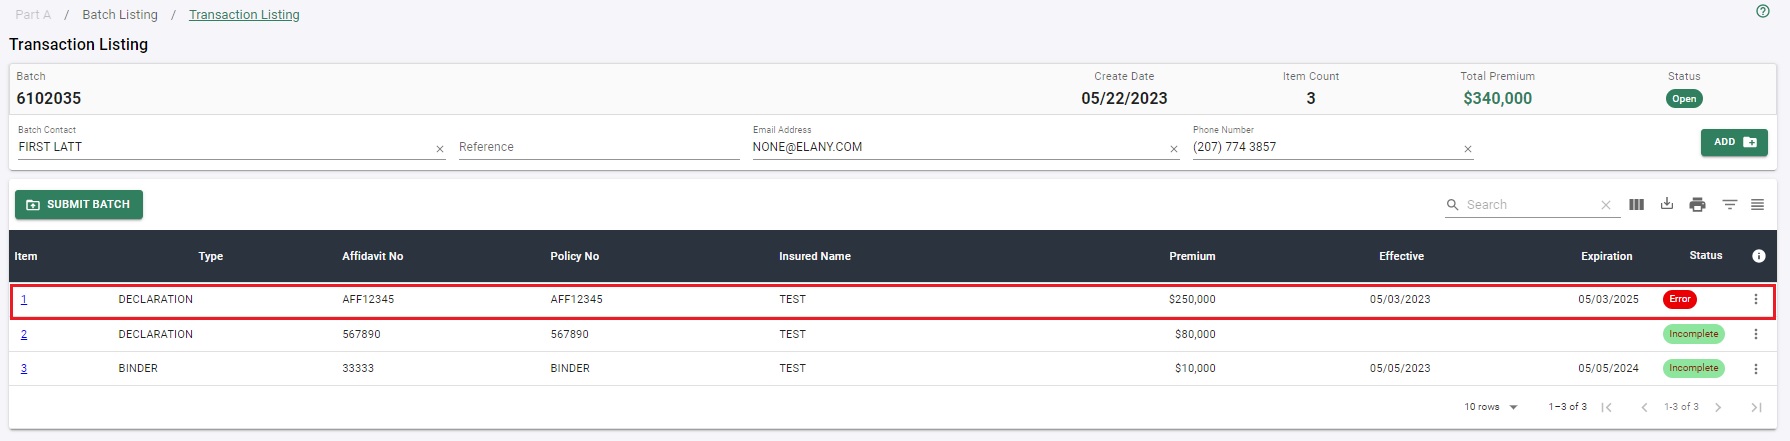 Part A / Batch Listing / Transaction Listing
Transaction Listing
Batch Create Date Item Count Total Premium Status
6102035 05/22/2023 3 $340,000 Open
Batch Contact Email Address Phone Number
FIRST LATT Reference NONE@ELANY.COM (207) 774 3857 ADD
SUBMIT BATCH Search
Item Type Affidavit No Policy No Insured Name Premium Effective Expiration Status
1 DECLARATION AFF12345 AFF12345 TEST $250,000 05/03/2023 05/03/2025 Error
2 DECLARATION 567890 567890 TEST $80,000 Incomplete
3 BINDER 33333 BINDER TEST $10,000 05/05/2023 05/05/2024 Incomplete
10 rows 1–3 of 3 1-3 of 3